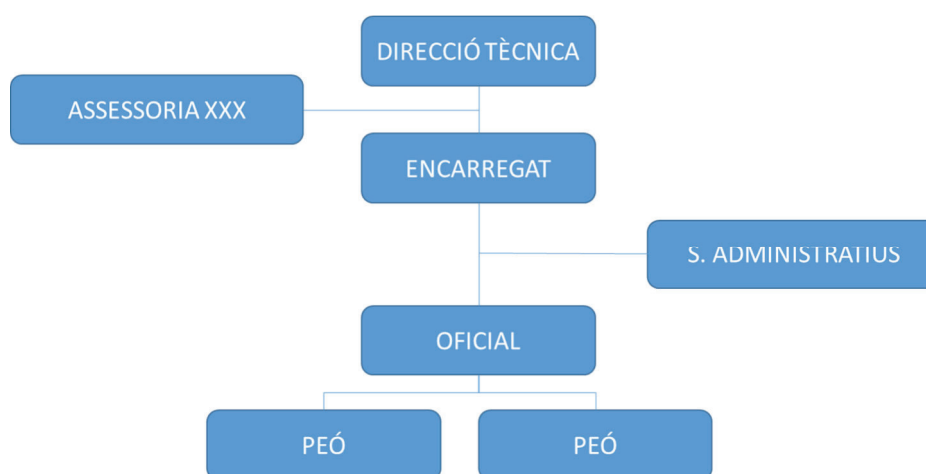 DIRECCIÓ TÈCNICA
ASSESSORIA XXX
ENCARREGAT
S. ADMINISTRATIUS
OFICIAL
PEÓ
PEÓ